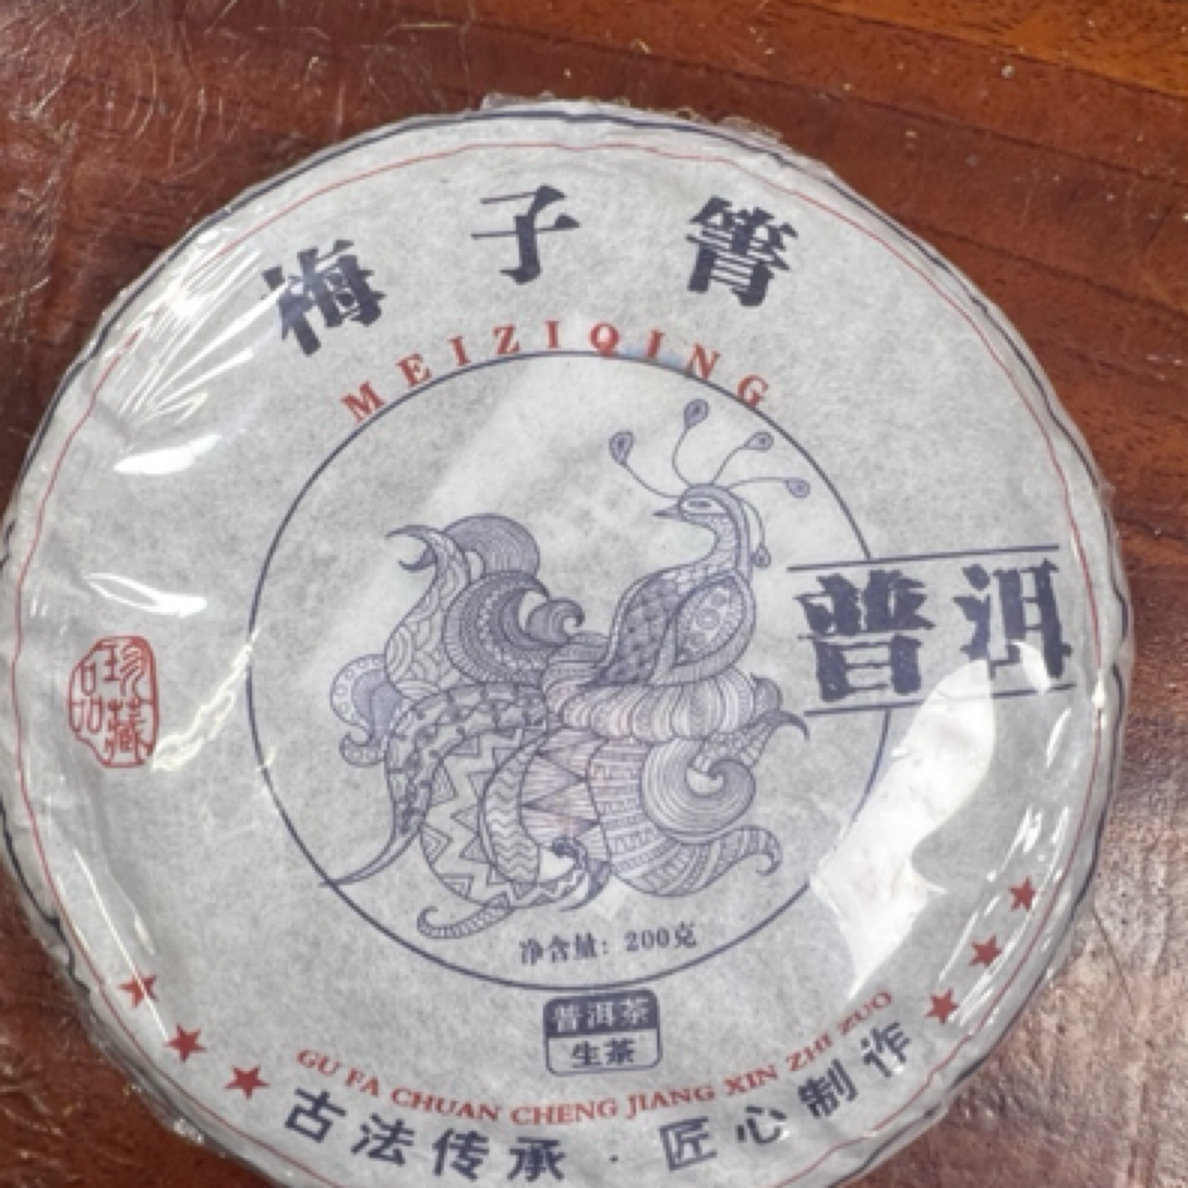 梅子箐
MEIZIQING
普洱
珍藏
品
净含量：200克
普洱茶
生茶
GU FA CHUAN CHENG JIANG XIN ZHI ZUO
古法传承·匠心制作